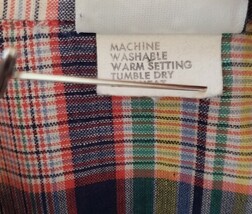 MACHINE
WASHABLE
WARM SETTING
TUMBLE DRY